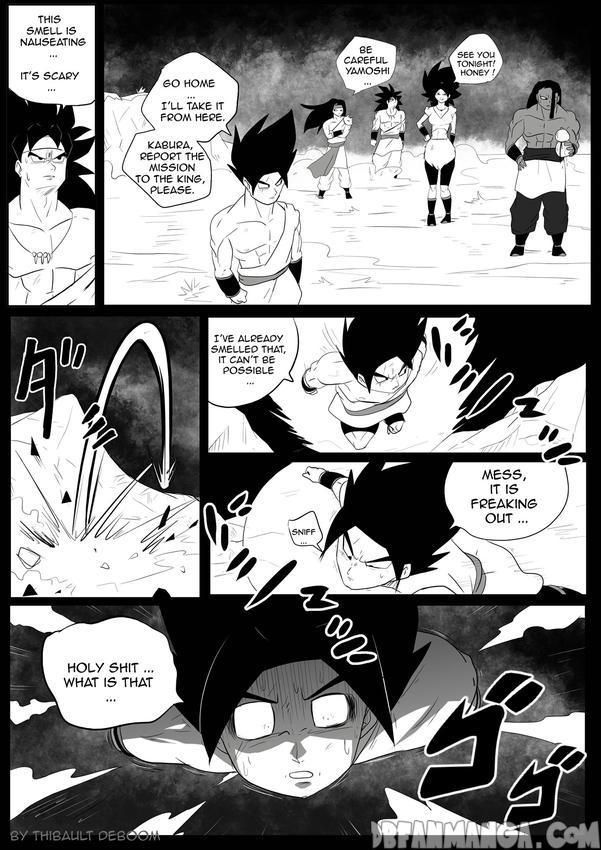 THIS
SMELL IS
NAUSEATING
...
IT'S SCARY ...
GO HOME
...
I'LL TAKE IT
FROM HERE.
KABURA,
REPORT THE
MISSION
TO THE KING,
PLEASE.
BE
CAREFUL
YAMOSHI
SEE YOU
TONIGHT!
HONEY !
ダッ
I'VE ALREADY
SMELLED THAT,
IT CAN'T BE
POSSIBLE
...
MESS,
IT IS
FREAKING
OUT ...
SNIFF
...
HOLY SHIT ...
WHAT IS THAT
...
ゴゴゴ
BY THIBAULT DEBOOM
DBFANMANGA.COM